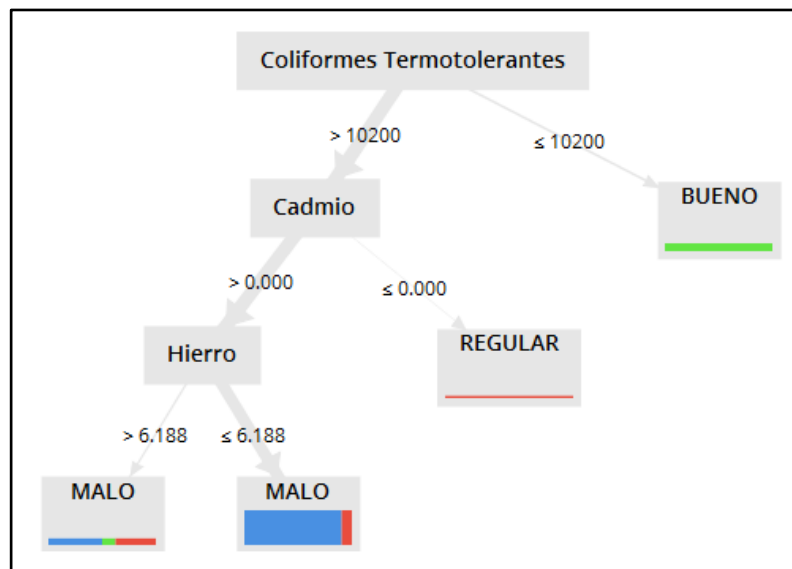 Coliformes Termotolerantes
> 10200
≤ 10200
Cadmio
BUENO
> 0.000
≤ 0.000
Hierro
REGULAR
> 6.188
≤ 6.188
MALO
MALO